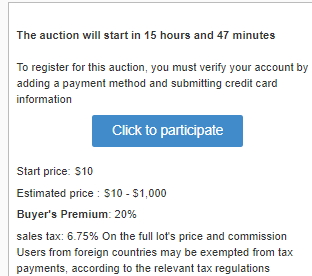 The auction will start in 15 hours and 47 minutes
To register for this auction, you must verify your account by
adding a payment method and submitting credit card
information
Click to participate
Start price: $10
Estimated price : $10 - $1,000
Buyer's Premium: 20%
sales tax: 6.75% On the full lot's price and commission
Users from foreign countries may be exempted from tax
payments, according to the relevant tax regulations